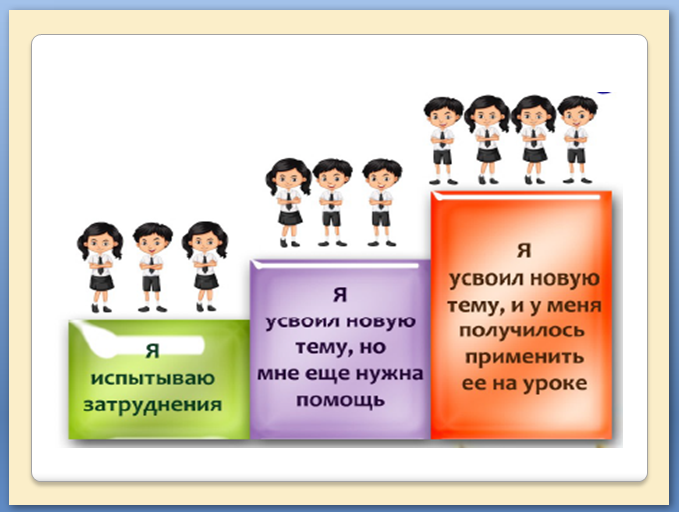 Я
испытываю
затруднения
Я
усвоил новую
тему, но
мне еще нужна
помощь
Я
усвоил новую
тему, и у меня
получилось
применить
ее на уроке